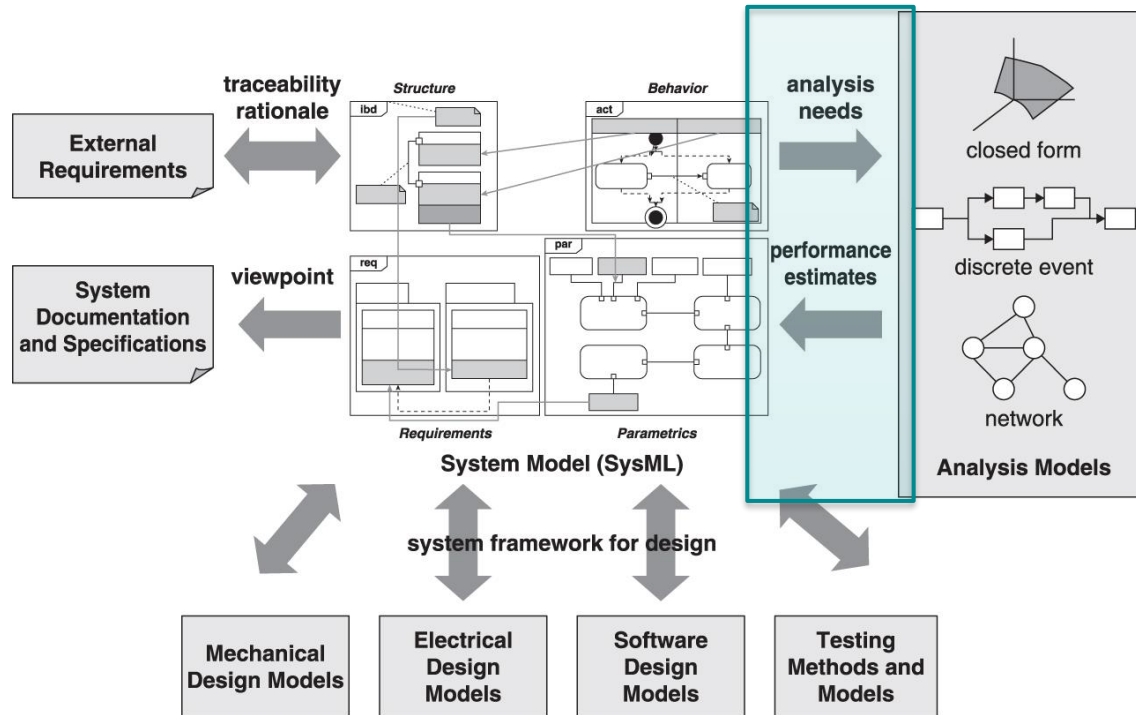 traceability
rationale
External
Requirements
System
Documentation
and Specifications
viewpoint
Structure
ibd
Behavior
act
req
Requirements
par
Parametrics
System Model (SysML)
analysis
needs
performance
estimates
closed form
discrete event
network
Analysis Models
system framework for design
Mechanical
Design Models
Electrical
Design
Models
Software
Design
Models
Testing
Methods and
Models